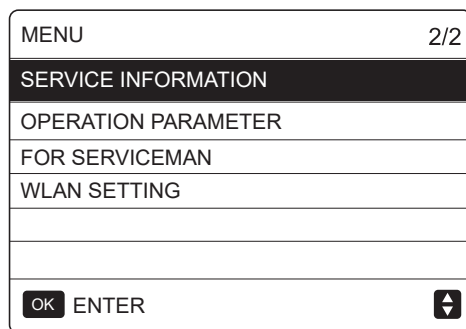 MENU 2/2
SERVICE INFORMATION
OPERATION PARAMETER
FOR SERVICEMAN
WLAN SETTING
OK ENTER